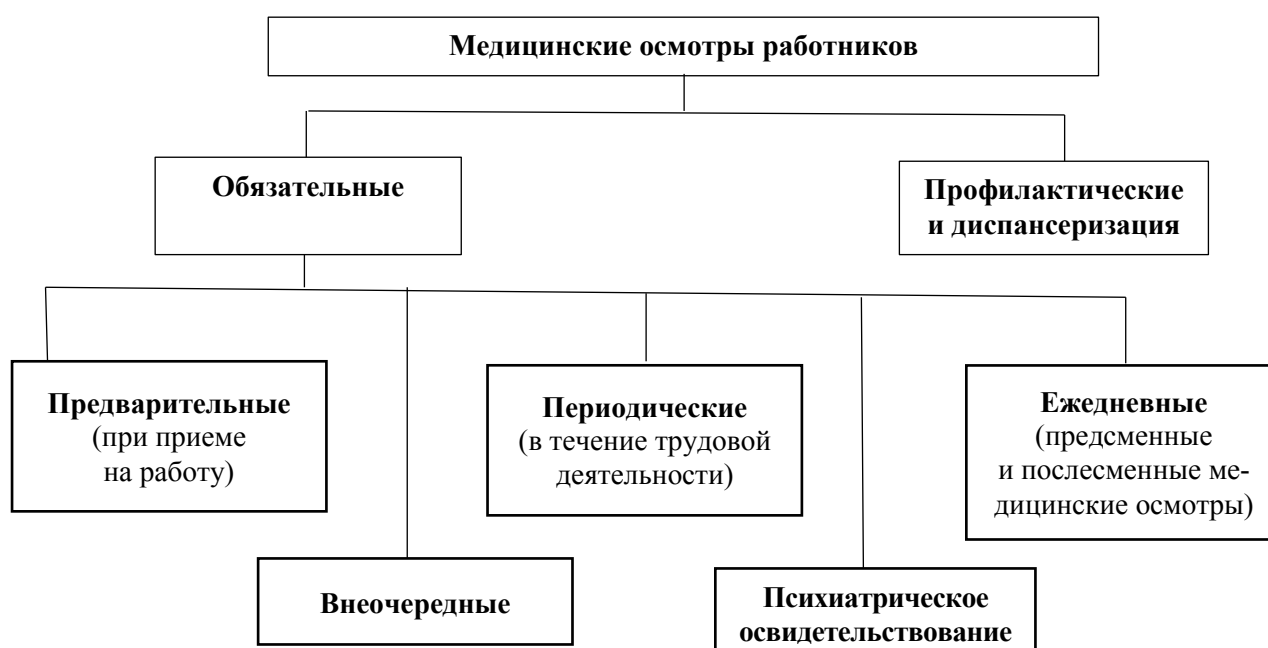 Медицинские осмотры работников
Обязательные
Профилактические
и диспансеризация
Предварительные
(при приеме
на работу)
Периодические
(в течение трудовой
деятельности)
Ежедневные
(предсменные
и послесменные ме-
дицинские осмотры)
Внеочередные
Психиатрическое
освидетельствование